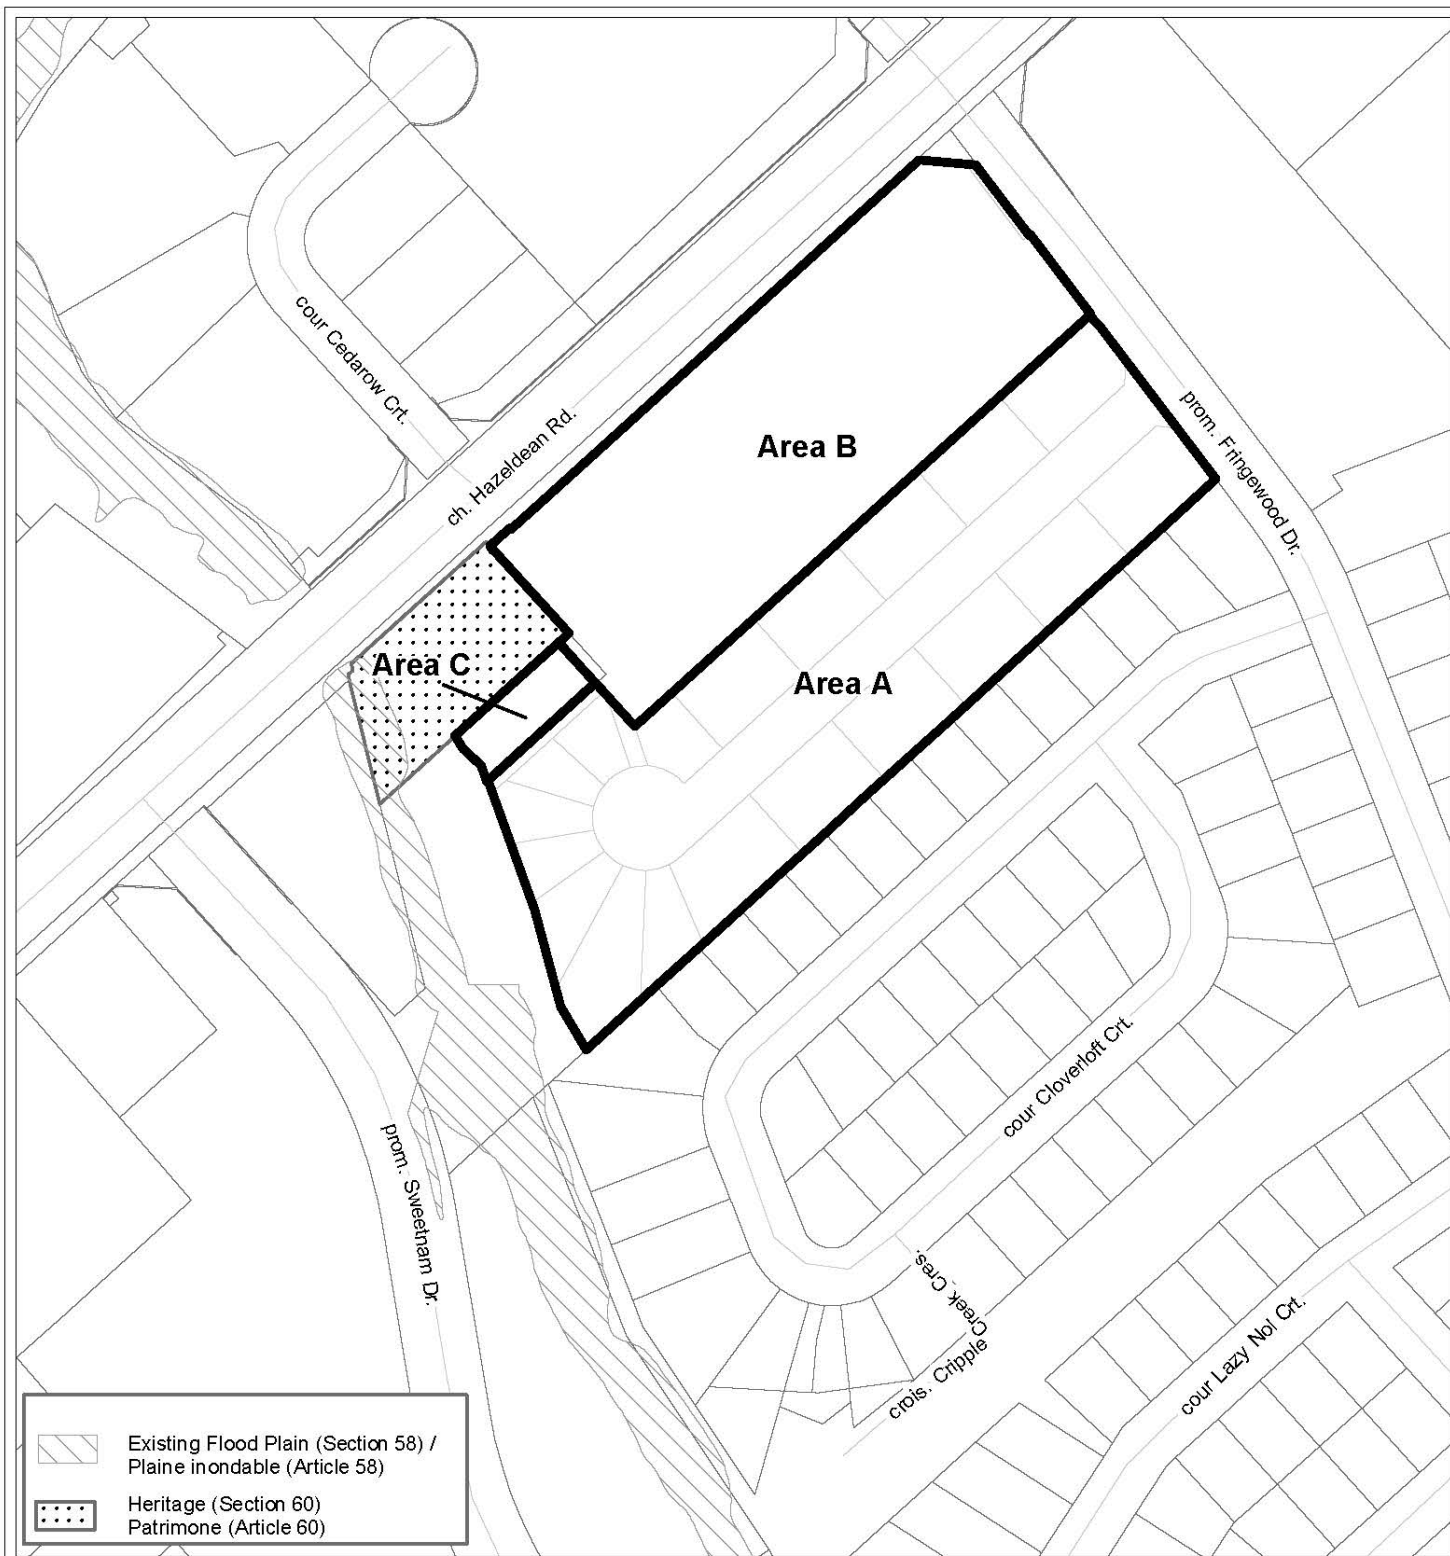 cour Cedarow Crt.
ch. Hazeldean Rd.
Area B
prom. Fringewood Dr.
Area C
Area A
cour Cloverloft Crt.
prom. Sweetnam Dr.
crois. Cripple Creek Cres.
cour Lazy Nol Crt.
Existing Flood Plain (Section 58) /
Plaine inondable (Article 58)
Heritage (Section 60)
Patrimone (Article 60)